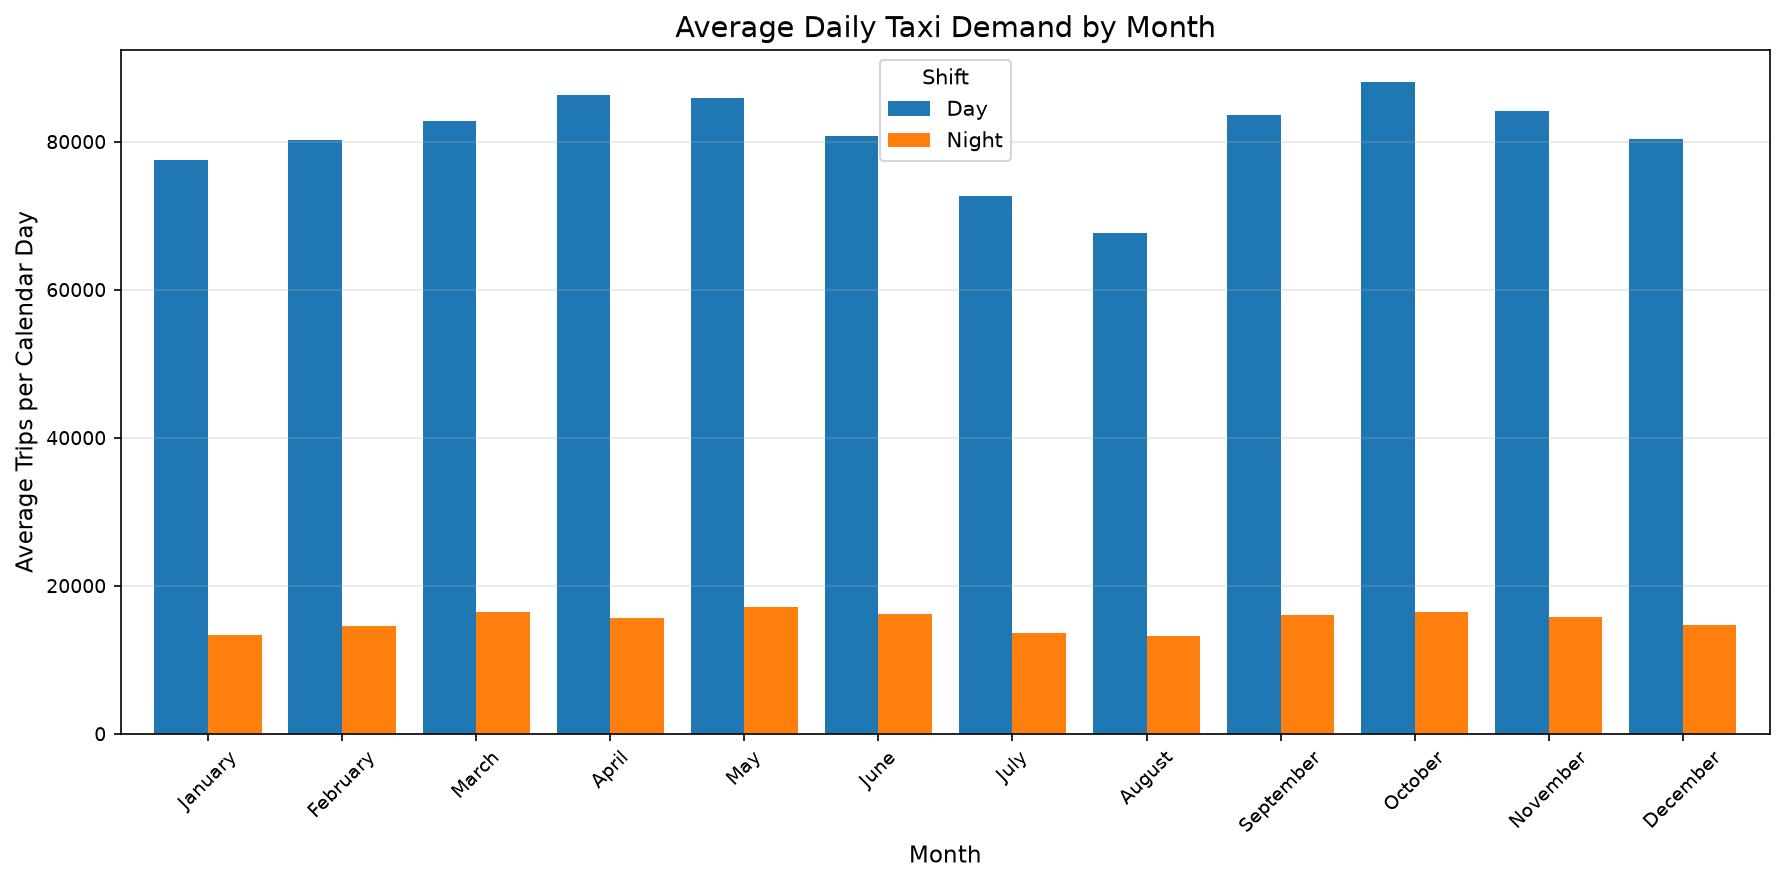 Average Daily Taxi Demand by Month
Shift
Day
Night
Average Trips per Calendar Day
80000
60000
40000
20000
0
January
February
March
April
May
June
July
August
September
October
November
December
Month